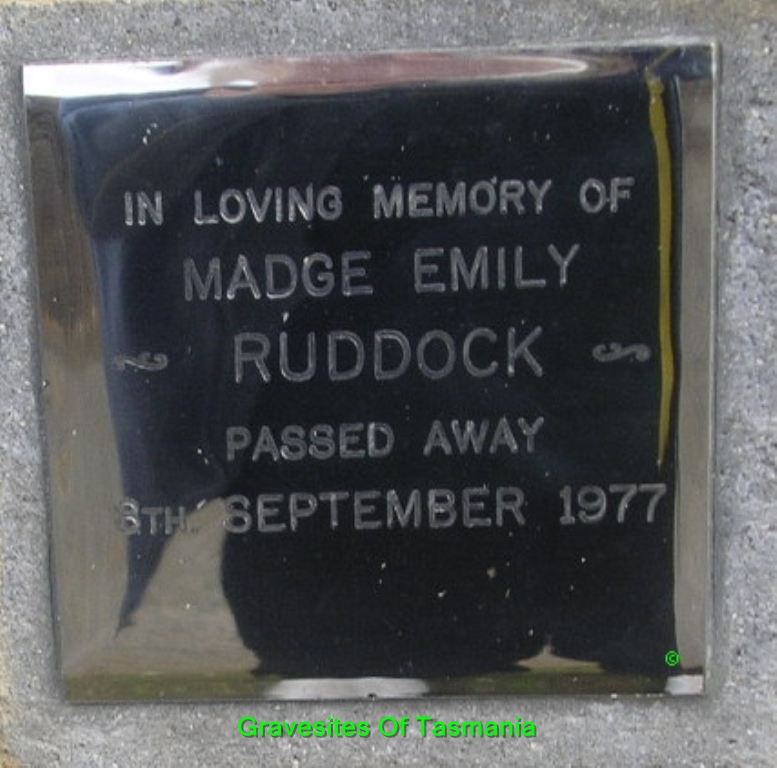 IN LOVING MEMORY OF
MADGE EMILY
RUDDOCK
PASSED AWAY
8TH. SEPTEMBER 1977
©
Gravesites Of Tasmania